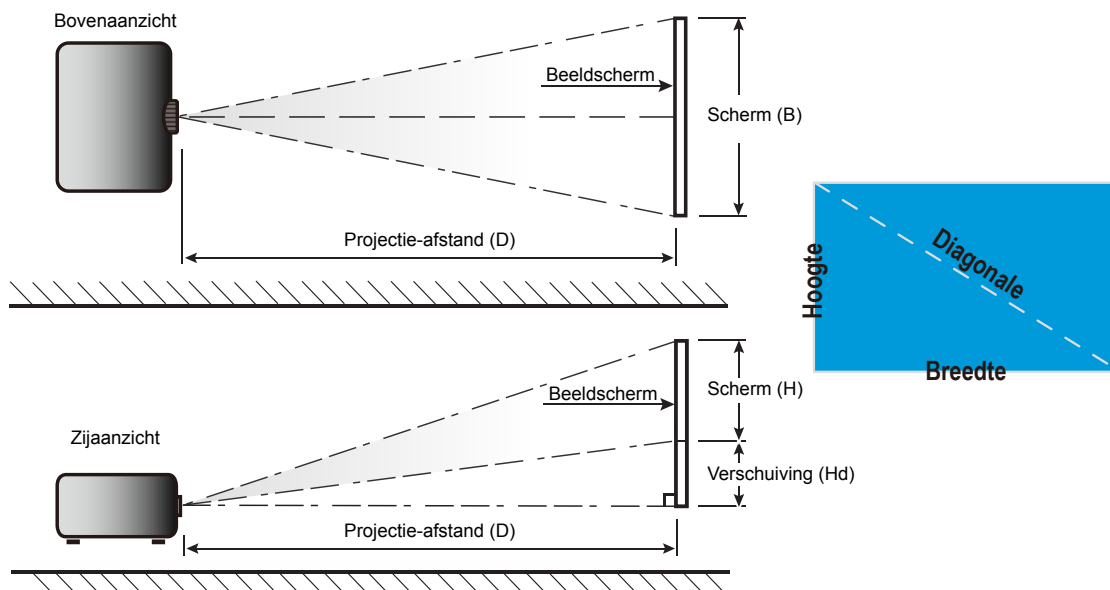 Bovenaanzicht
Beeldscherm
Scherm (B)
Projectie-afstand (D)
Hoogte
Diagonale
Breedte
Beeldscherm
Scherm (H)
Zijaanzicht
Verschuiving (Hd)
Projectie-afstand (D)